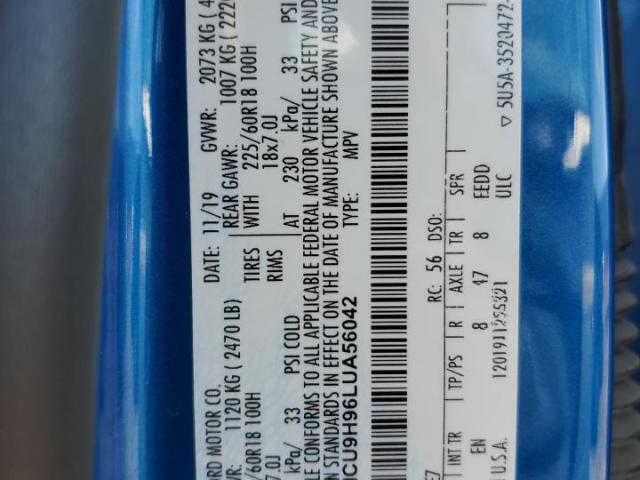 RD MOTOR CO. DATE: 11/19 GVWR: 2073 KG (4
R: 1120 KG ( 2470 LB) REAR GAWR: 1007 KG ( 222
/60R18 100H TIRES WITH 225/60R18 100H
7.0J RIMS 18x7.0J
kPa/ 33 PSI COLD AT 230 kPa/ 33 PSI
LE CONFORMS TO ALL APPLICABLE FEDERAL MOTOR VEHICLE SAFETY AND
N STANDARDS IN EFFECT ON THE DATE OF MANUFACTURE SHOWN ABOVE
CU9H96LUA56042 TYPE: MPV
RC: 56 DSO:
INT TR TP/PS R AXLE TR SPR
EN 8 47 8 FEDD
U.S.A. ULC ▽ 5U5A-3520472-